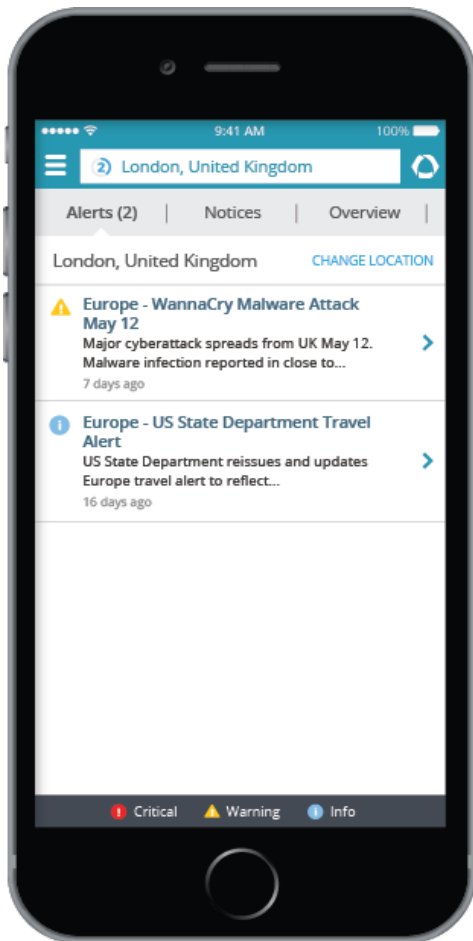 9:41 AM 100%
2 London, United Kingdom
Alerts (2) | Notices | Overview |
London, United Kingdom CHANGE LOCATION
Europe - WannaCry Malware Attack
May 12
Major cyberattack spreads from UK May 12.
Malware infection reported in close to...
7 days ago
Europe - US State Department Travel
Alert
US State Department reissues and updates
Europe travel alert to reflect...
16 days ago
Critical Warning Info